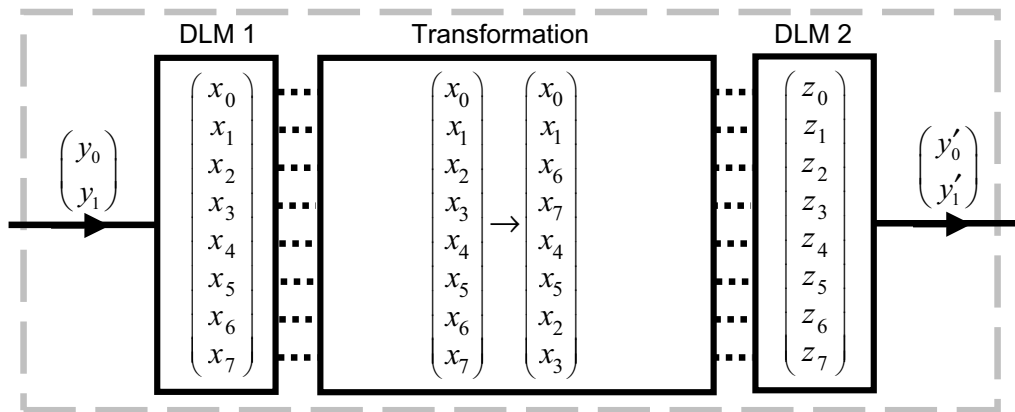 DLM 1
Transformation
DLM 2
y₀
y₁
x₀
x₁
x₂
x₃
x₄
x₅
x₆
x₇
x₀ x₀
x₁ x₁
x₂ x₆
x₃ x₇
x₄ → x₄
x₅ x₅
x₆ x₂
x₇ x₃
z₀
z₁
z₂
z₃
z₄
z₅
z₆
z₇
y′₀
y′₁